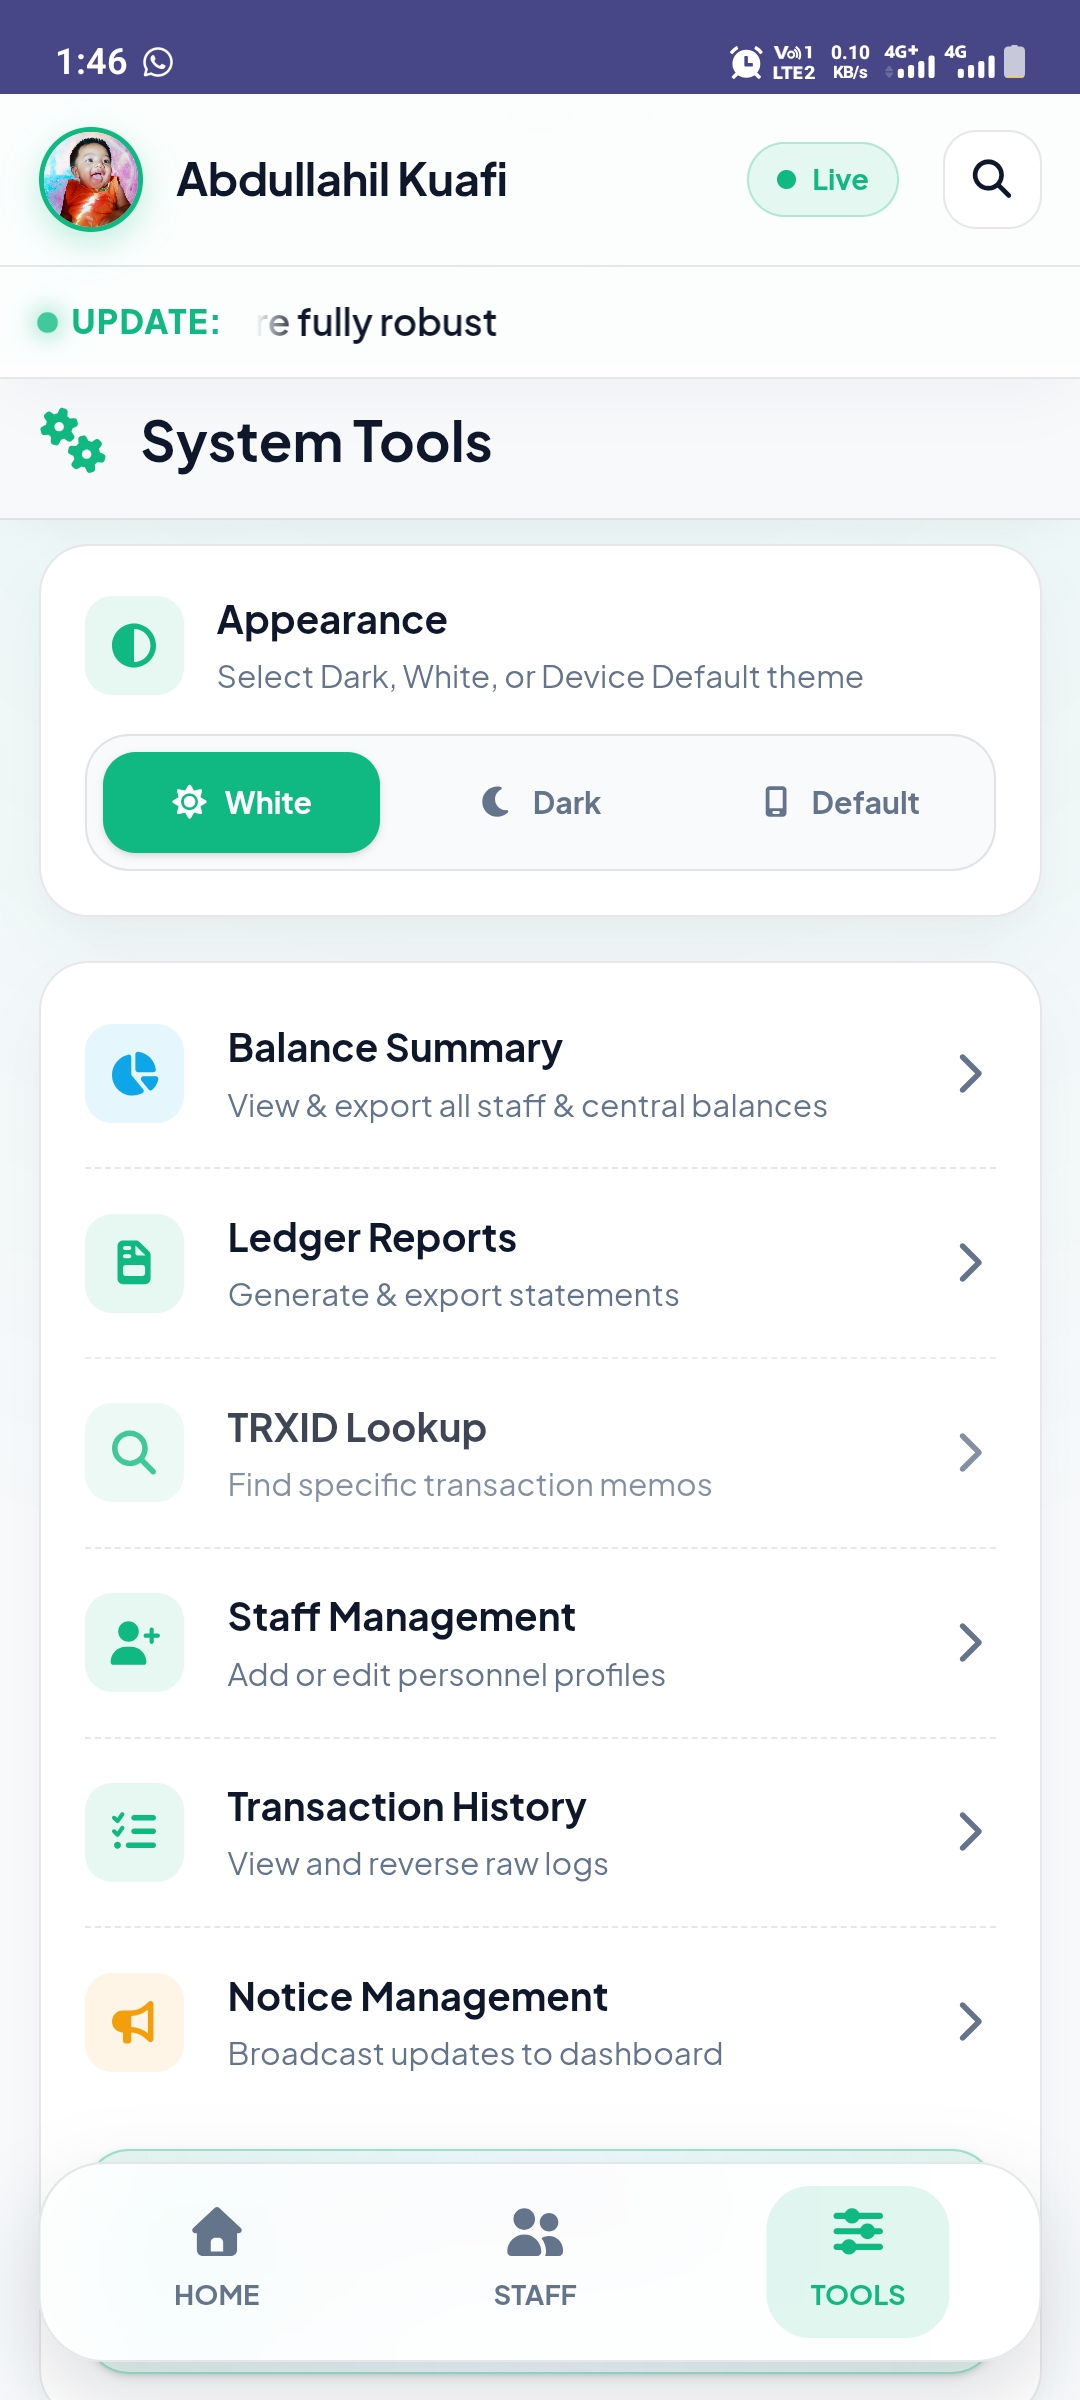 1:46
Vo 1
LTE2
0.10
KB/s
4G+
4G
Abdullahil Kuafi
Live
UPDATE: re fully robust
System Tools
Appearance
Select Dark, White, or Device Default theme
White
Dark
Default
Balance Summary
View & export all staff & central balances
Ledger Reports
Generate & export statements
TRXID Lookup
Find specific transaction memos
Staff Management
Add or edit personnel profiles
Transaction History
View and reverse raw logs
Notice Management
Broadcast updates to dashboard
HOME
STAFF
TOOLS